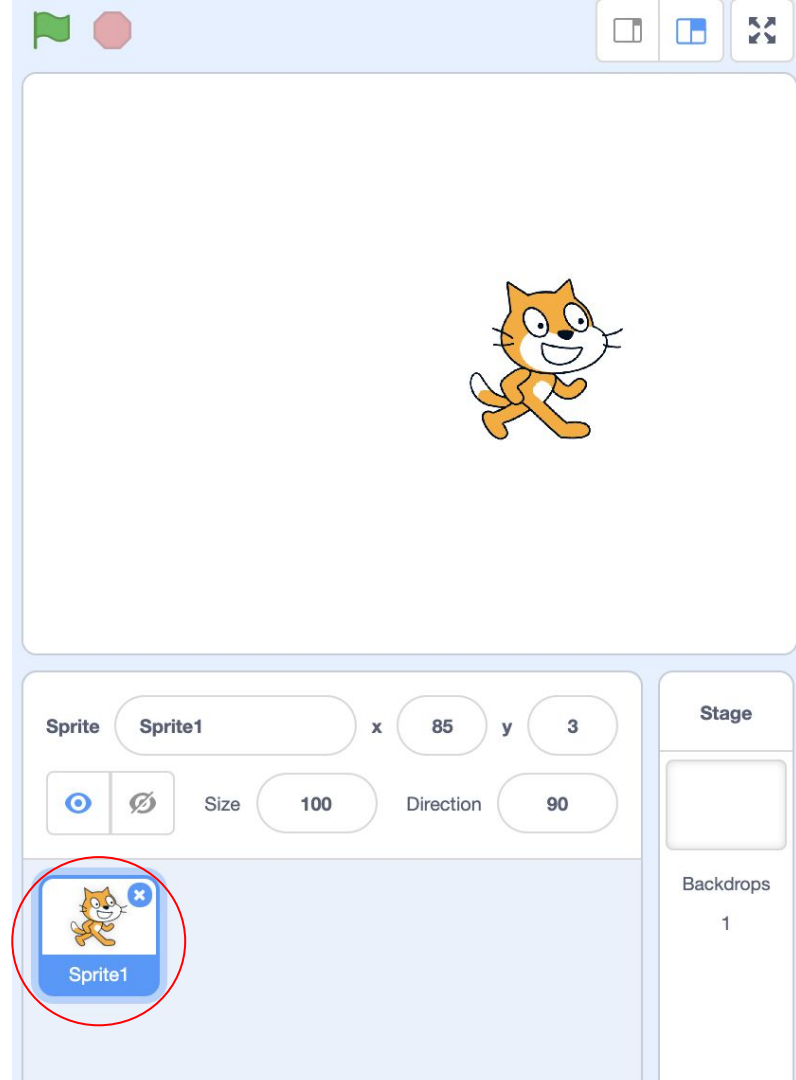 Sprite Sprite1 x 85 y 3
Size 100 Direction 90
Sprite1
Stage
Backdrops
1